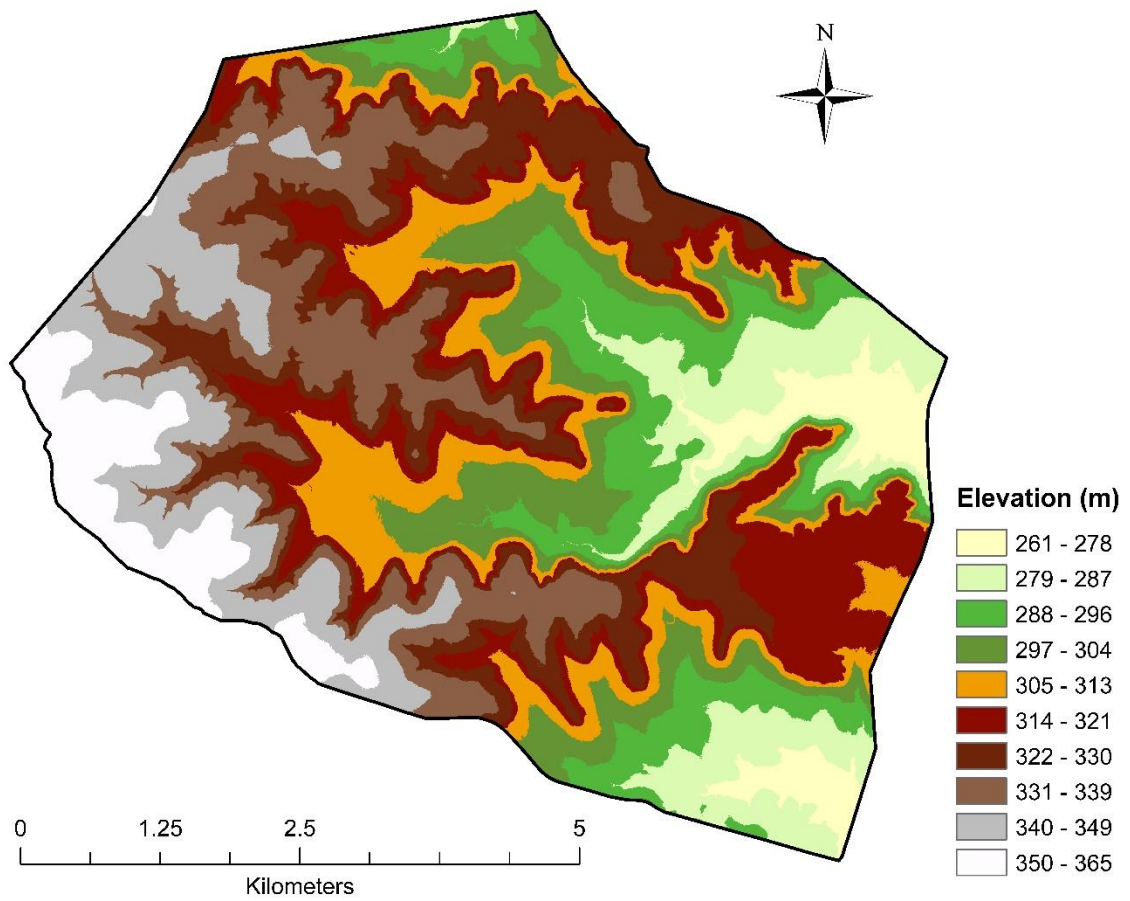 N
Elevation (m)
261 - 278
279 - 287
288 - 296
297 - 304
305 - 313
314 - 321
322 - 330
331 - 339
340 - 349
350 - 365
0 1.25 2.5 5
Kilometers